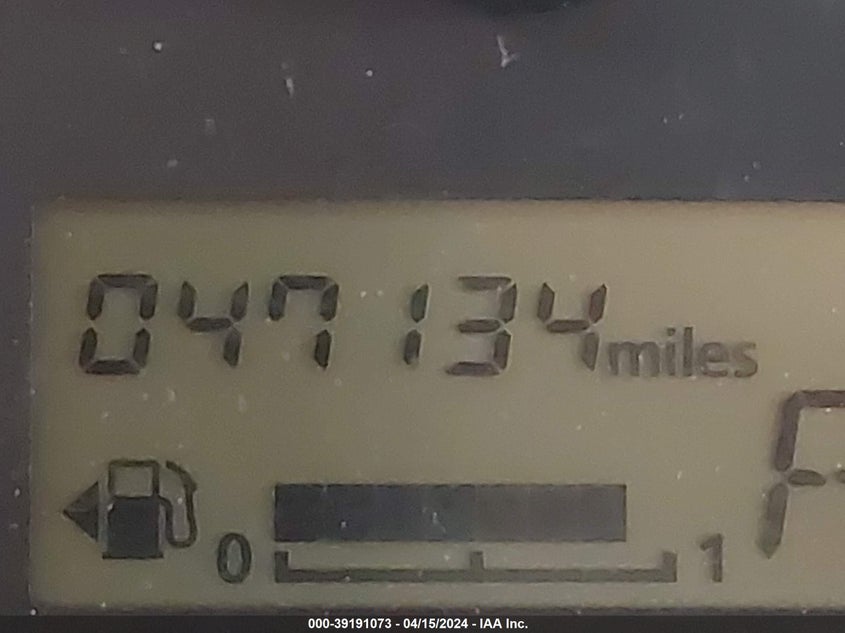 047134 miles
0 1
F
000-39191073 - 04/15/2024 - IAA Inc.